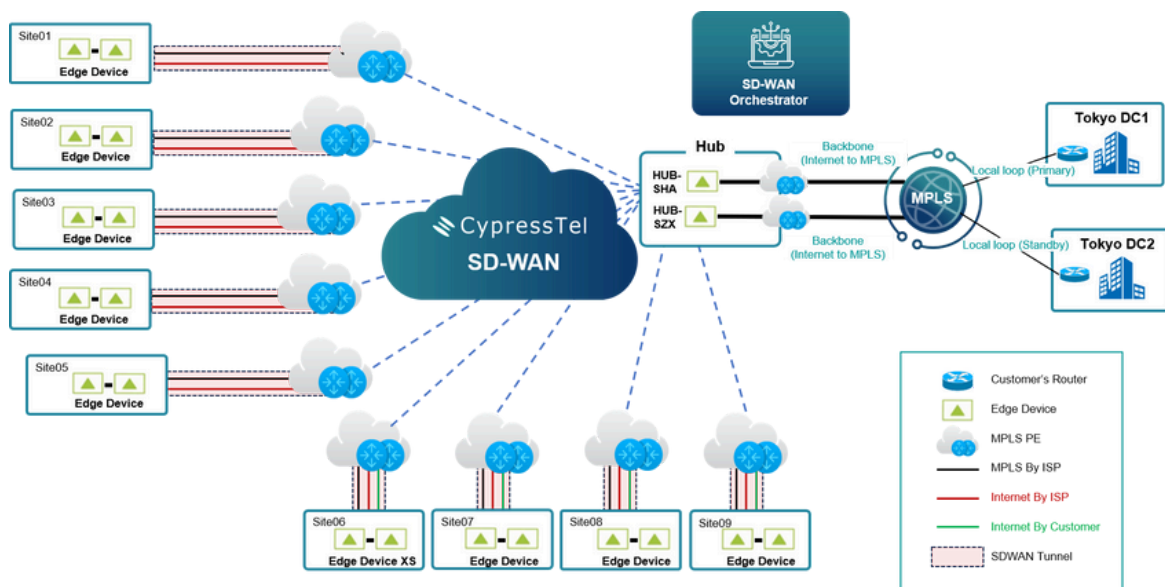 Site01
Edge Device
Site02
Edge Device
Site03
Edge Device
Site04
Edge Device
Site05
Edge Device
CypressTel
SD-WAN
SD-WAN
Orchestrator
Hub
HUB-
SHA
HUB-
SZX
Backbone
(Internet to MPLS)
Backbone
(Internet to MPLS)
MPLS
Local loop (Primary)
Local loop (Standby)
Tokyo DC1
Tokyo DC2
Site06
Edge Device XS
Site07
Edge Device
Site08
Edge Device
Site09
Edge Device
Customer's Router
Edge Device
MPLS PE
MPLS By ISP
Internet By ISP
Internet By Customer
SDWAN Tunnel